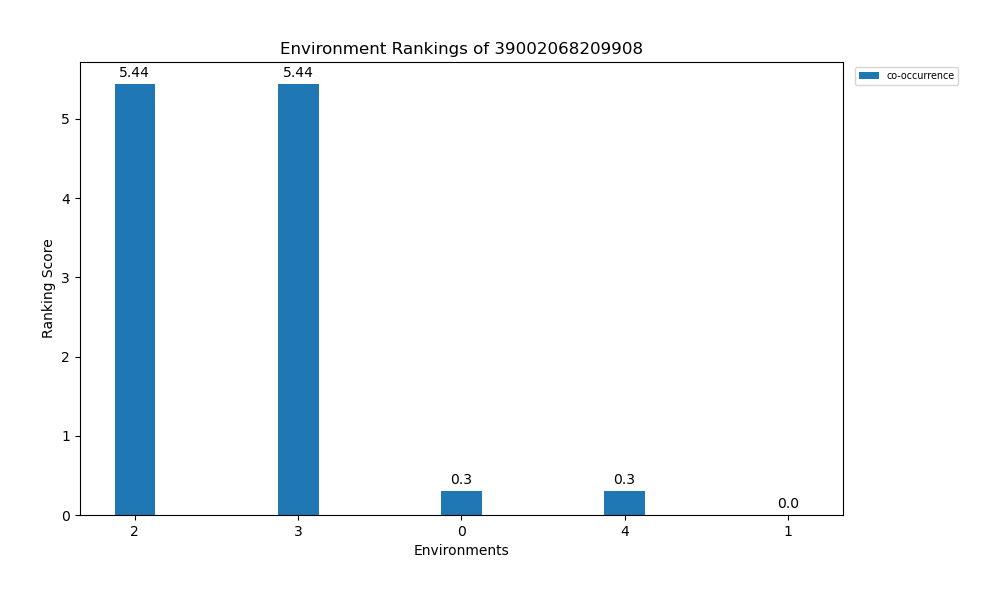 Environment Rankings of 39002068209908
co-occurrence
5.44 5.44 0.3 0.3 0.0
5
4
3
2
1
0
Ranking Score
2 3 0 4 1
Environments